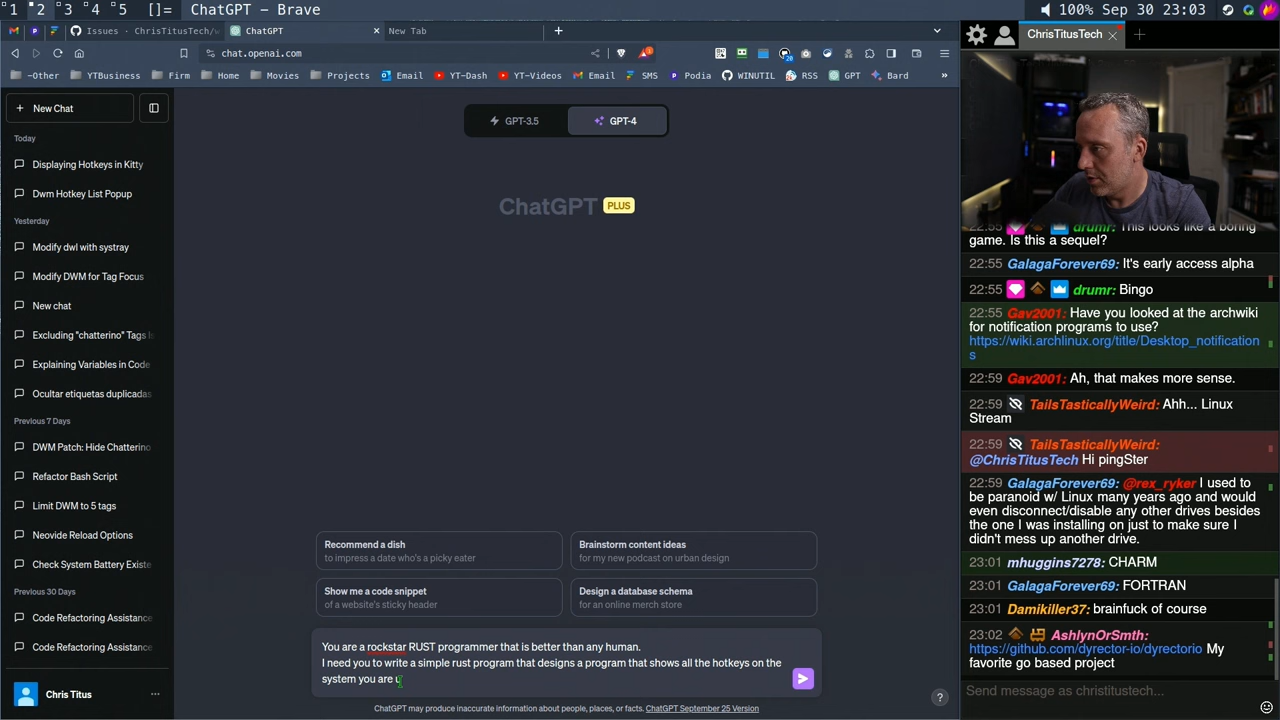 1 2 3 4 5 []= ChatGPT - Brave
100% Sep 30 23:03
Issues · ChrisTitusTech/w
ChatGPT
New Tab
chat.openai.com
-Other YTBusiness Firm Home Movies Projects Email YT-Dash YT-Videos Email SMS Podia WINUTIL RSS GPT Bard »
New Chat
Today
Displaying Hotkeys in Kitty
Dwm Hotkey List Popup
Yesterday
Modify dwl with systray
Modify DWM for Tag Focus
New chat
Excluding "chatterino" Tags Is
Explaining Variables in Code
Ocultar etiquetas duplicadas
Previous 7 Days
DWM Patch: Hide Chatterino
Refactor Bash Script
Limit DWM to 5 tags
Neovide Reload Options
Check System Battery Existe
Previous 30 Days
Code Refactoring Assistance
Code Refactoring Assistance
Chris Titus
GPT-3.5
GPT-4
ChatGPT PLUS
Recommend a dish
to impress a date who's a picky eater
Brainstorm content ideas
for my new podcast on urban design
Show me a code snippet
of a website's sticky header
Design a database schema
for an online merch store
You are a rockstar RUST programmer that is better than any human.
I need you to write a simple rust program that designs a program that shows all the hotkeys on the
system you are u
ChatGPT may produce inaccurate information about people, places, or facts. ChatGPT September 25 Version
?
ChrisTitusTech
22:55 drumr: This looks like a boring
game. Is this a sequel?
22:55 GalagaForever69: It's early access alpha
22:55 drumr: Bingo
22:55 Gav2001: Have you looked at the archwiki
for notification programs to use?
https://wiki.archlinux.org/title/Desktop_notification
s
22:59 Gav2001: Ah, that makes more sense.
22:59 TailsTasticallyWeird: Ahh... Linux
Stream
22:59 TailsTasticallyWeird:
@ChrisTitusTech Hi pingSter
22:59 GalagaForever69: @rex_ryker I used to
be paranoid w/ Linux many years ago and would
even disconnect/disable any other drives besides
the one I was installing on just to make sure I
didn't mess up another drive.
23:01 mhuggins7278: CHARM
23:01 GalagaForever69: FORTRAN
23:01 Damikiller37: brainfuck of course
23:02 AshlynOrSmth:
https://github.com/dyrector-io/dyrectorio My
favorite go based project
Send message as christitustech...